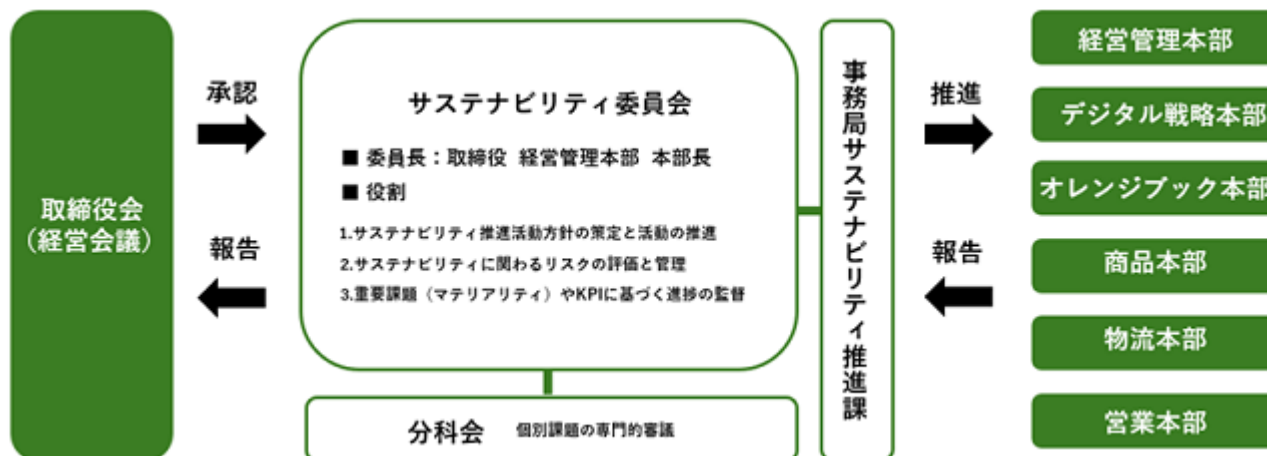 取締役会
（経営会議）
承認
報告
サステナビリティ委員会
■ 委員長：取締役 経営管理本部 本部長
■ 役割
1.サステナビリティ推進活動方針の策定と活動の推進
2.サステナビリティに関わるリスクの評価と管理
3.重要課題（マテリアリティ）やKPIに基づく進捗の監督
分科会 個別課題の専門的審議
事務局サステナビリティ推進課
推進
報告
経営管理本部
デジタル戦略本部
オレンジブック本部
商品本部
物流本部
営業本部